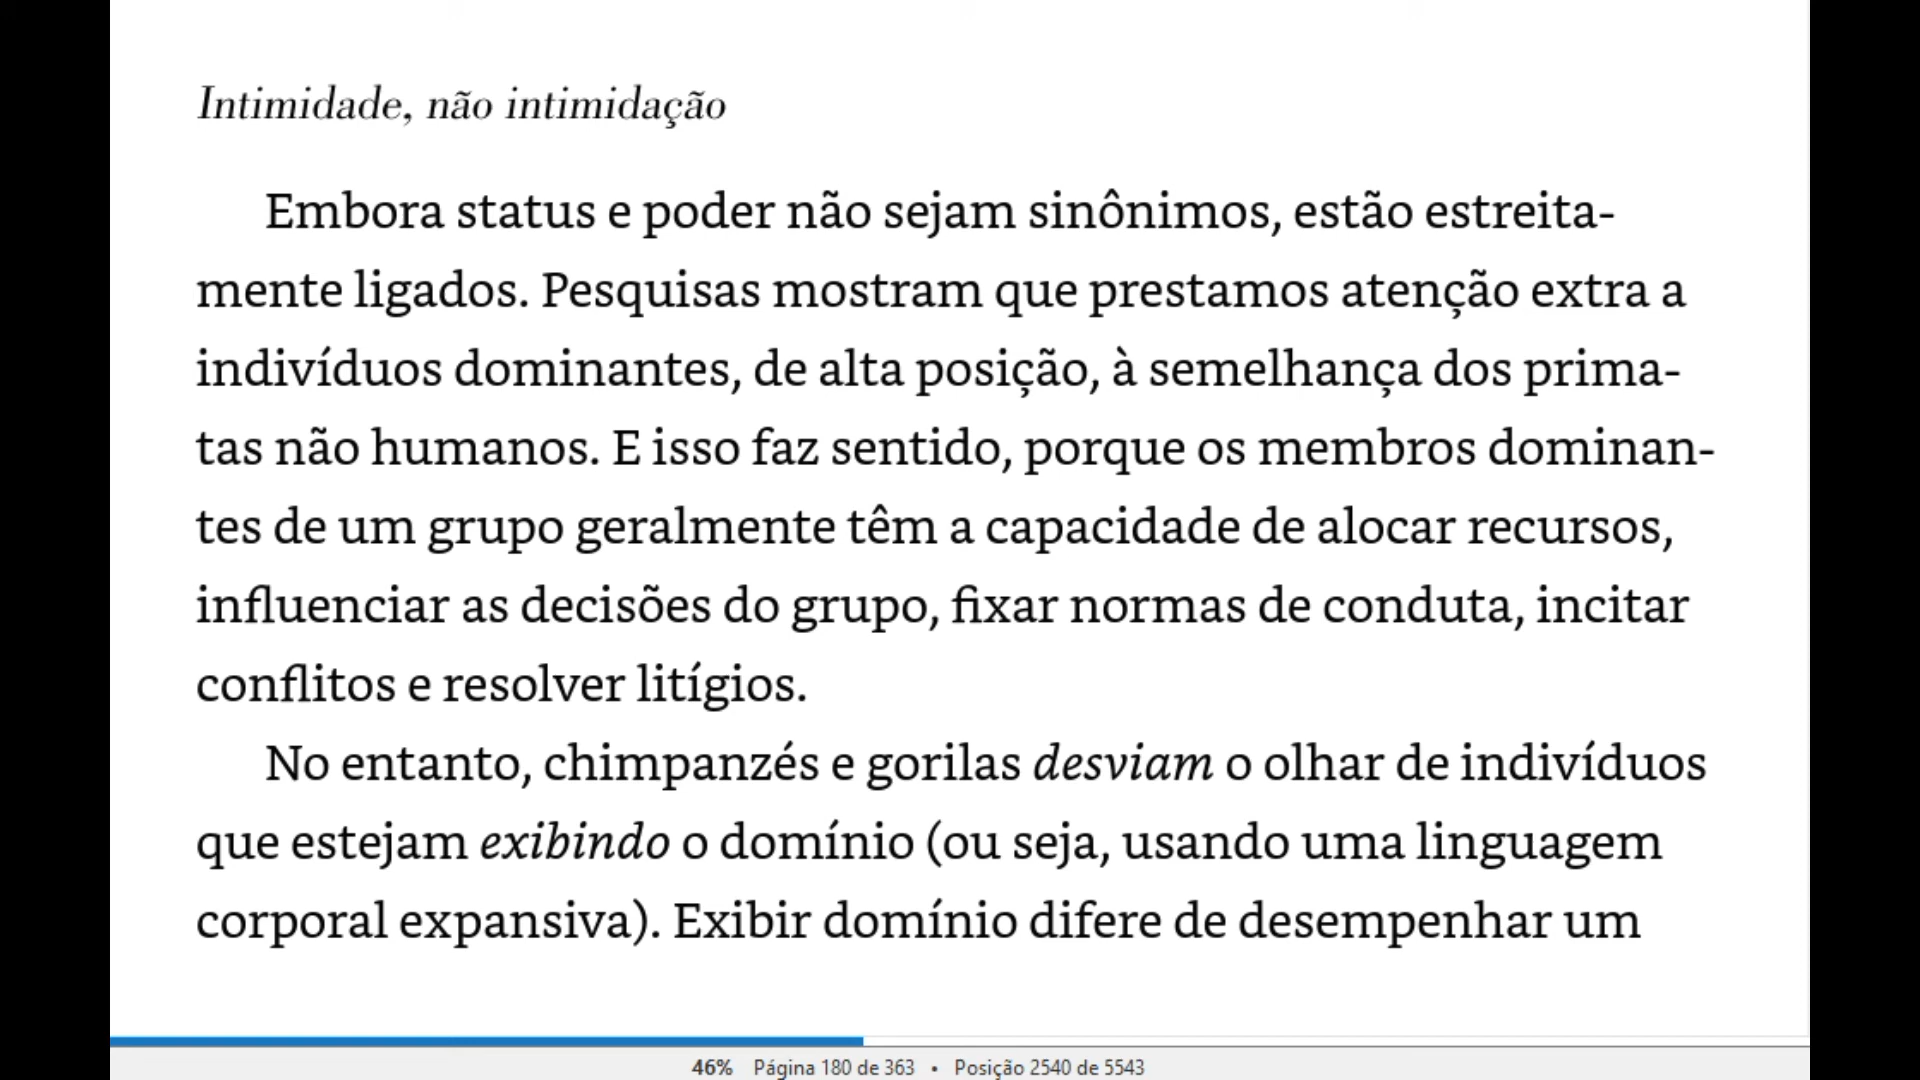 Intimidade, não intimidação
Embora status e poder não sejam sinônimos, estão estreita-
mente ligados. Pesquisas mostram que prestamos atenção extra a
indivíduos dominantes, de alta posição, à semelhança dos prima-
tas não humanos. E isso faz sentido, porque os membros dominan-
tes de um grupo geralmente têm a capacidade de alocar recursos,
influenciar as decisões do grupo, fixar normas de conduta, incitar
conflitos e resolver litígios.
No entanto, chimpanzés e gorilas desviam o olhar de indivíduos
que estejam exibindo o domínio (ou seja, usando uma linguagem
corporal expansiva). Exibir domínio difere de desempenhar um
46% Página 180 de 363 • Posição 2540 de 5543